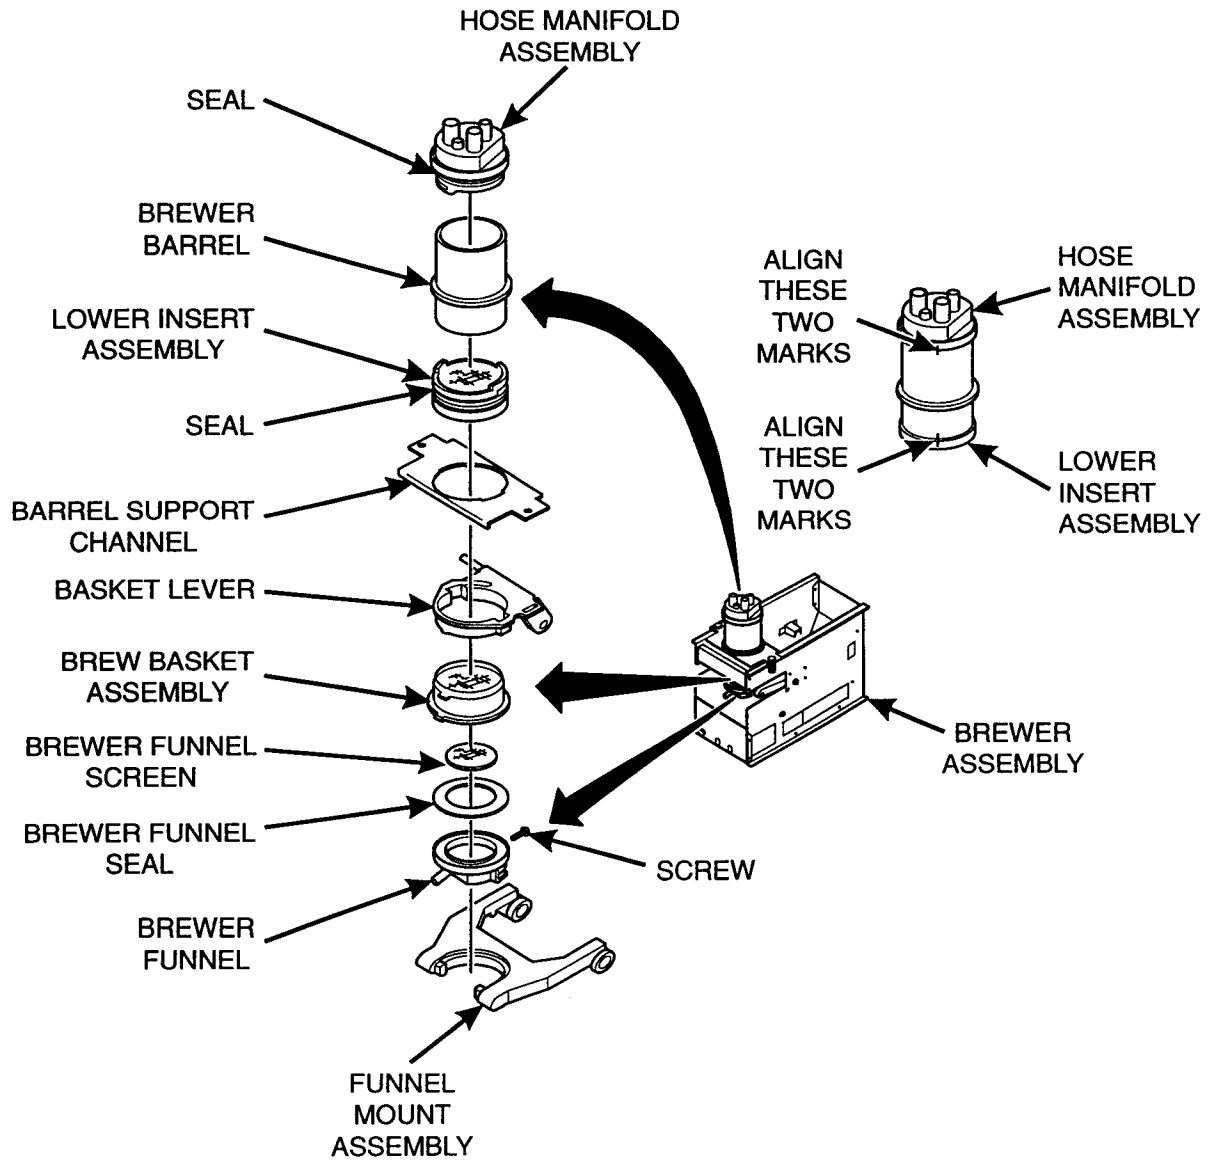 HOSE MANIFOLD
ASSEMBLY
SEAL
BREWER
BARREL
LOWER INSERT
ASSEMBLY
SEAL
BARREL SUPPORT
CHANNEL
BASKET LEVER
BREW BASKET
ASSEMBLY
BREWER FUNNEL
SCREEN
BREWER FUNNEL
SEAL
BREWER
FUNNEL
FUNNEL
MOUNT
ASSEMBLY
SCREW
BREWER
ASSEMBLY
ALIGN
THESE
TWO
MARKS
HOSE
MANIFOLD
ASSEMBLY
ALIGN
THESE
TWO
MARKS
LOWER
INSERT
ASSEMBLY